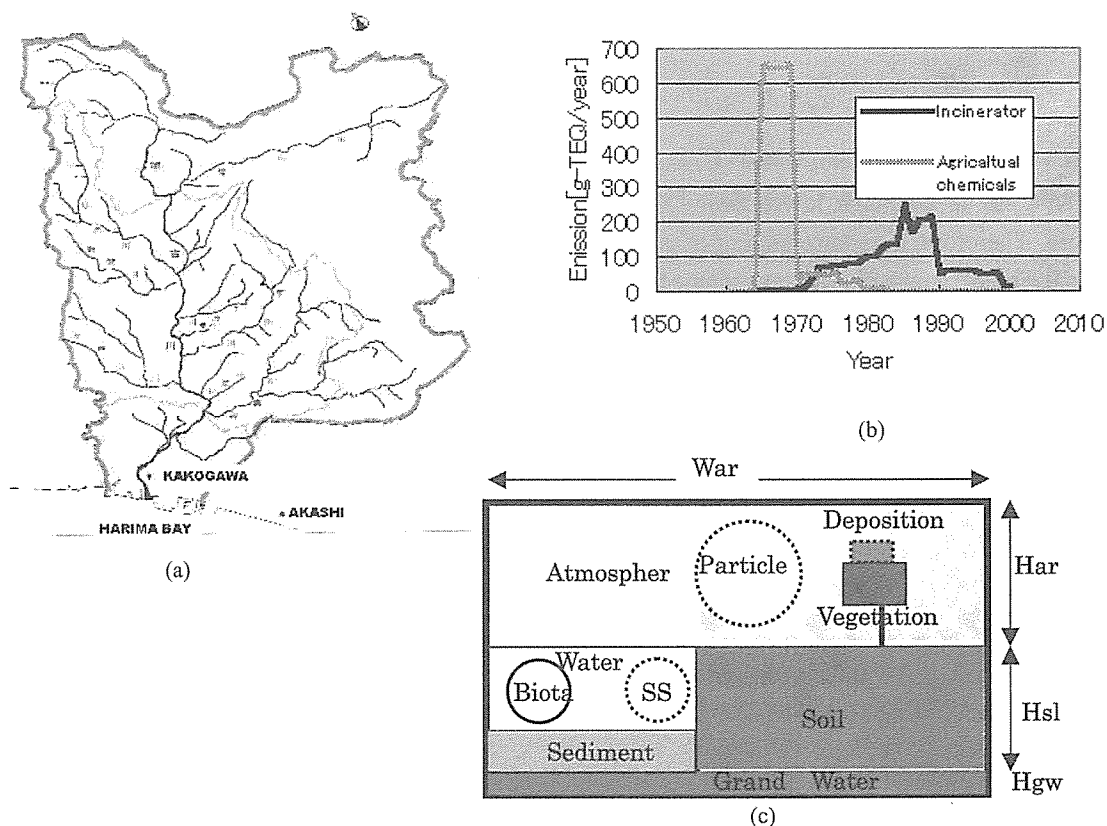 KAKOGAWA
AKASHI
HARIMA BAY
(a)
Enission[g-TEQ/year]
700
600
500
400
300
200
100
0
Incinerator
Agricaltual
chemicals
1950 1960 1970 1980 1990 2000 2010
Year
(b)
War
Deposition
Atmospher
Particle
Har
Vegetation
Water
Biota
SS
Soil
Hsl
Sediment
Grand Water
Hgw
(c)